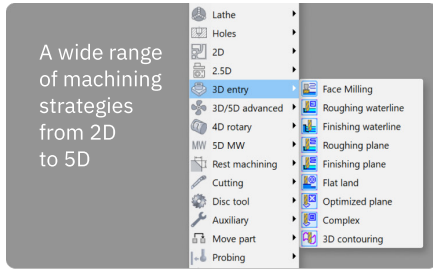 A wide range
of machining
strategies
from 2D
to 5D
Lathe
Holes
2D
2.5D
3D entry
3D/5D advanced
4D rotary
MW 5D MW
Rest machining
Cutting
Disc tool
Auxiliary
Move part
Probing
Face Milling
Roughing waterline
Finishing waterline
Roughing plane
Finishing plane
Flat land
Optimized plane
Complex
3D contouring